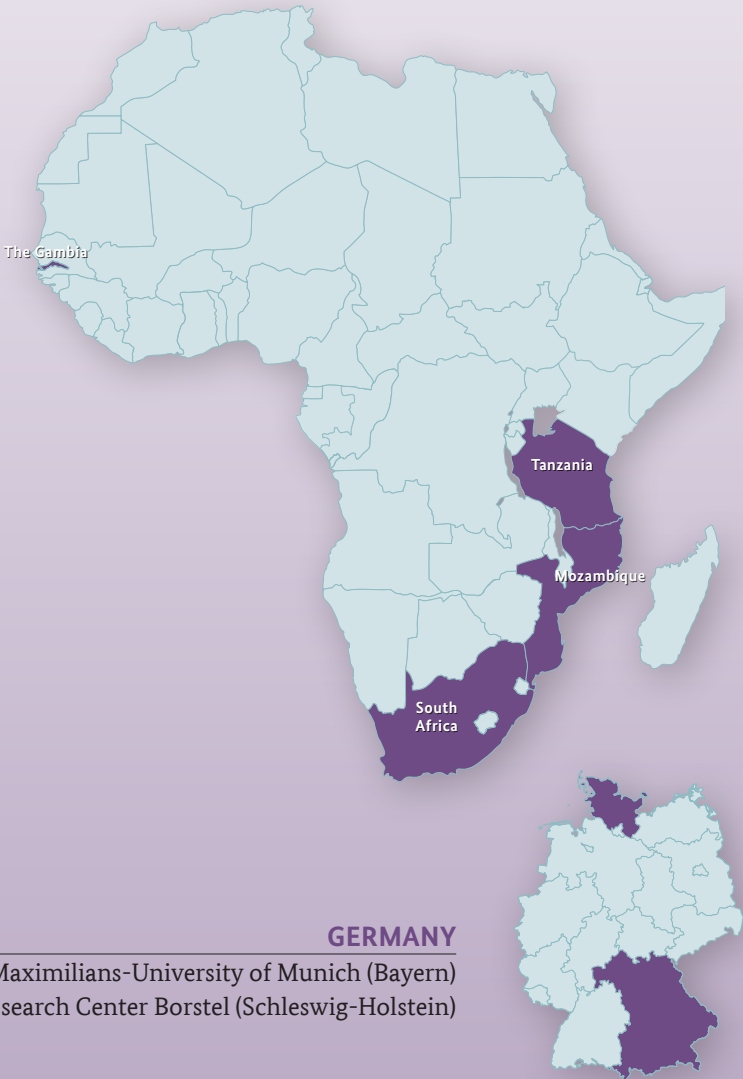 The Gambia
Tanzania
Mozambique
South
Africa
GERMANY
Maximilians-University of Munich (Bayern)
search Center Borstel (Schleswig-Holstein)